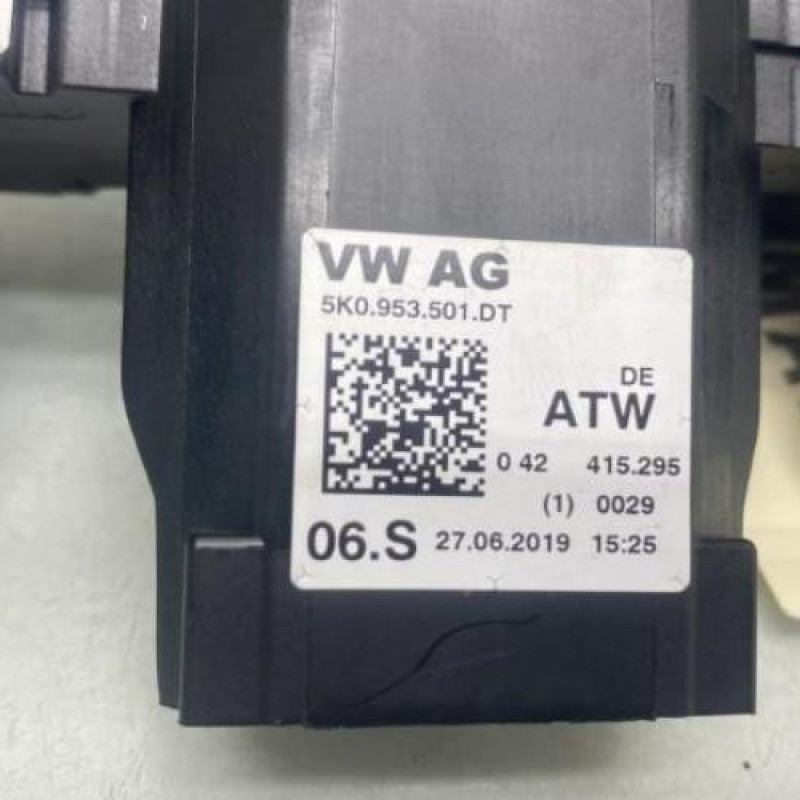 VW AG
5K0.953.501.DT
DE
ATW
0 42 415.295
(1) 0029
06.S 27.06.2019 15:25